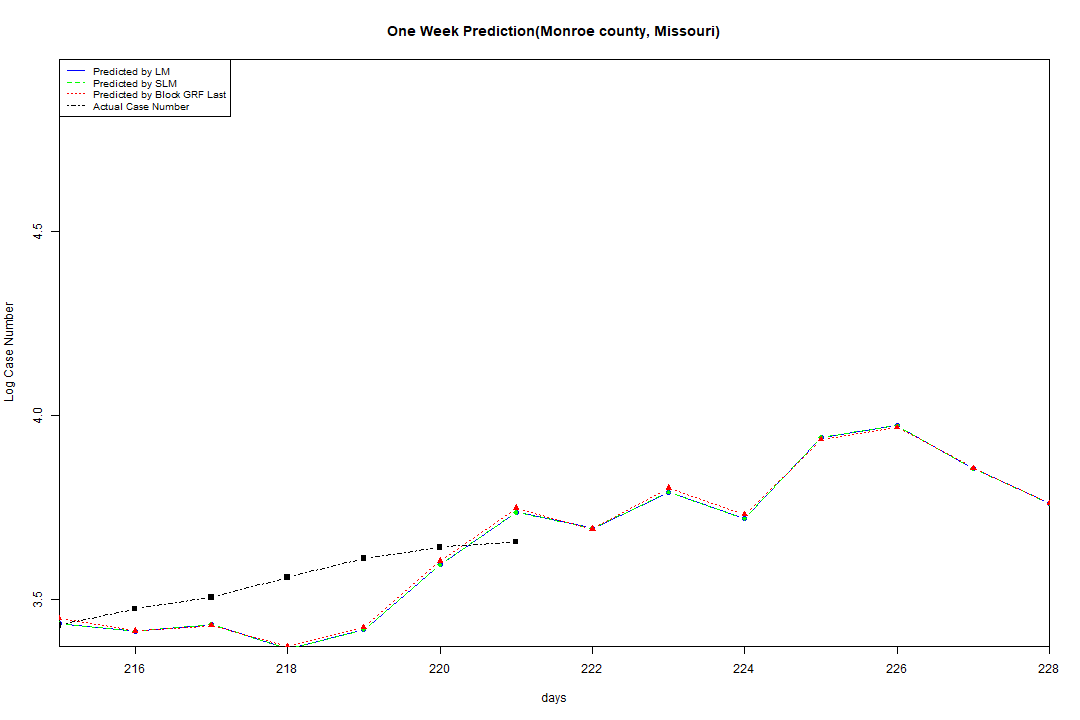 One Week Prediction(Monroe county, Missouri)
Predicted by LM
Predicted by SLM
Predicted by Block GRF Last
Actual Case Number
4.5
4.0
3.5
Log Case Number
216 218 220 222 224 226 228
days